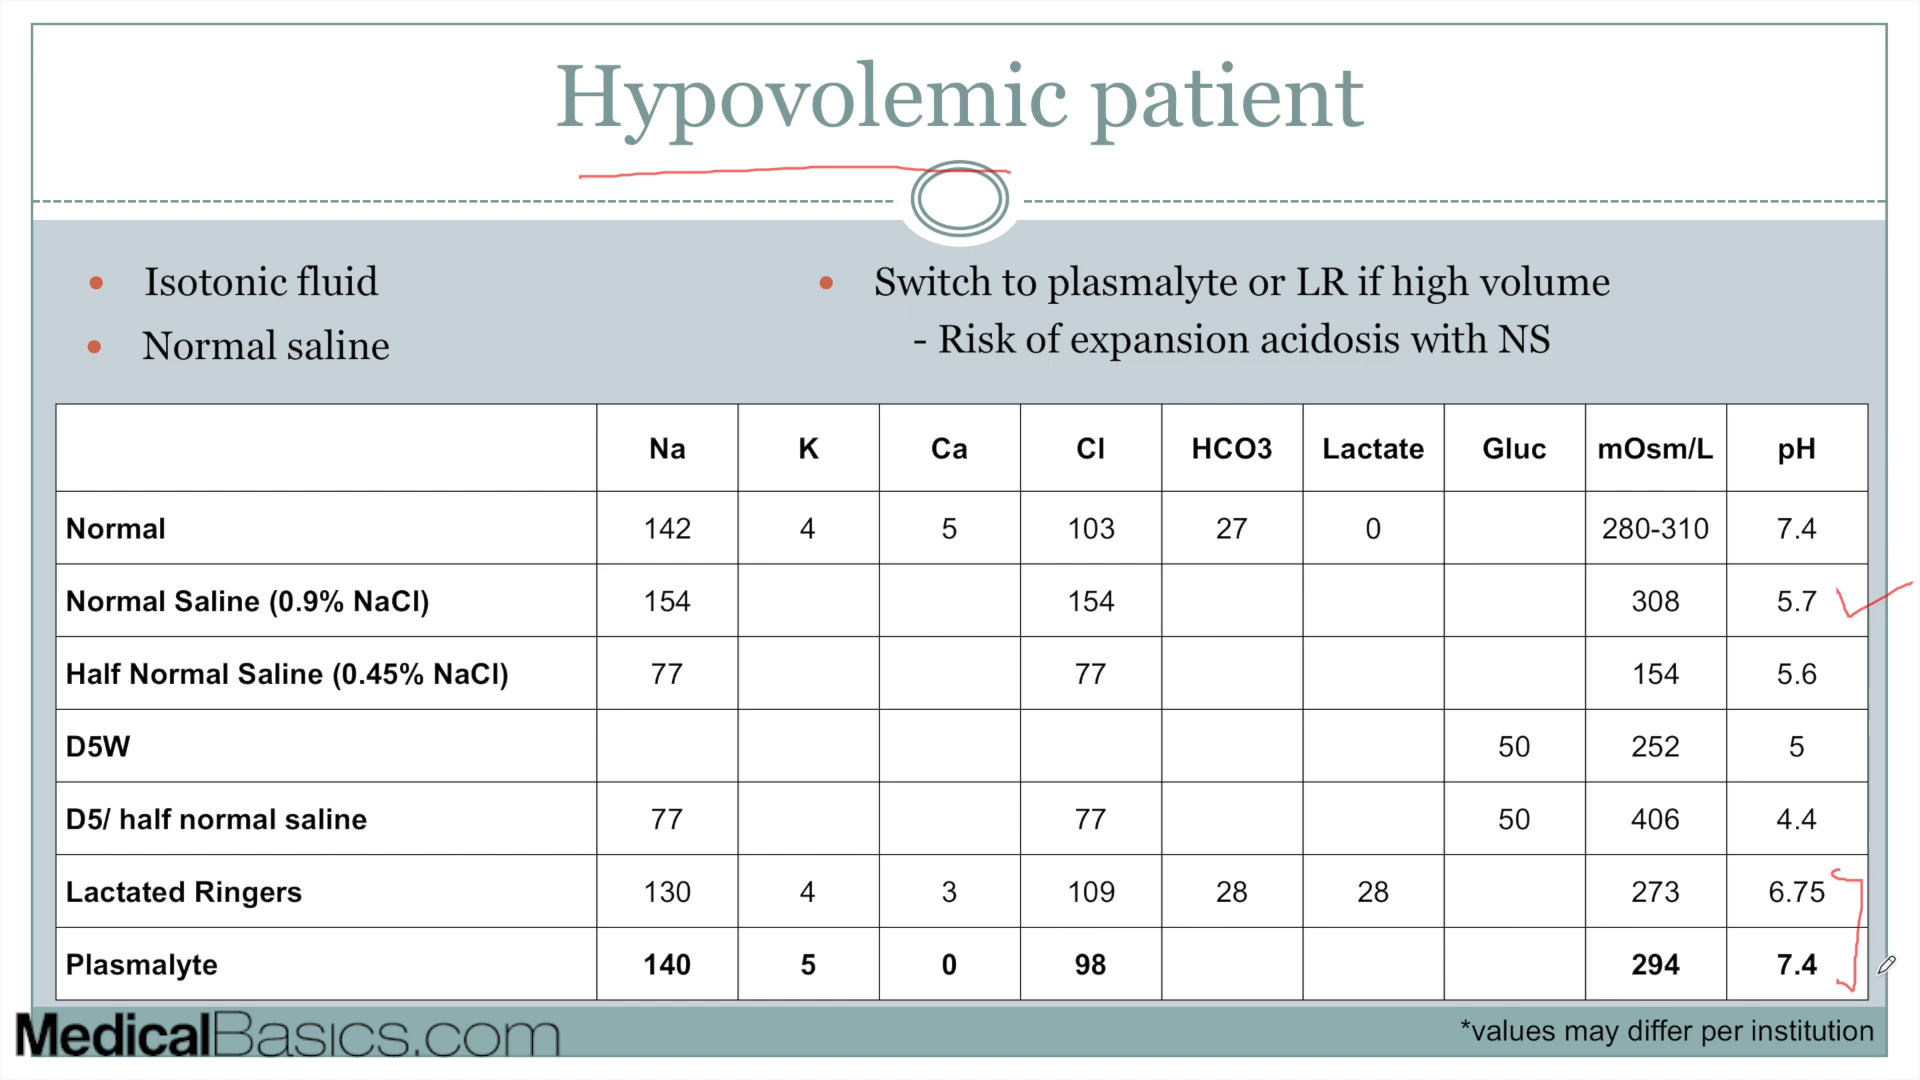 Hypovolemic patient
Isotonic fluid
Normal saline
Switch to plasmalyte or LR if high volume
- Risk of expansion acidosis with NS
Na K Ca Cl HCO3 Lactate Gluc mOsm/L pH
Normal 142 4 5 103 27 0 280-310 7.4
Normal Saline (0.9% NaCl) 154 154 308 5.7
Half Normal Saline (0.45% NaCl) 77 77 154 5.6
D5W 50 252 5
D5/ half normal saline 77 77 50 406 4.4
Lactated Ringers 130 4 3 109 28 28 273 6.75
Plasmalyte 140 5 0 98 294 7.4
MedicalBasics.com
*values may differ per institution